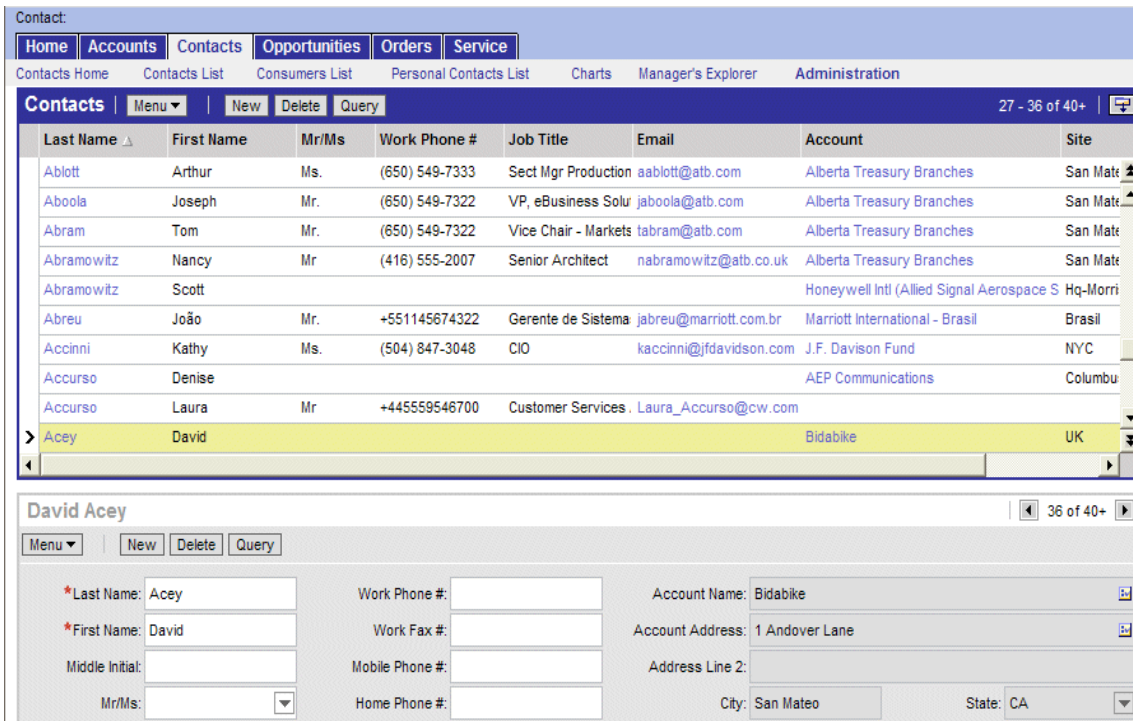 Contact:
Home Accounts Contacts Opportunities Orders Service
Contacts Home Contacts List Consumers List Personal Contacts List Charts Manager's Explorer Administration
Contacts Menu New Delete Query 27 - 36 of 40+
Last Name First Name Mr/Ms Work Phone # Job Title Email Account Site
Ablott Arthur Ms. (650) 549-7333 Sect Mgr Production aablott@atb.com Alberta Treasury Branches San Mate
Aboola Joseph Mr. (650) 549-7322 VP, eBusiness Solu jaboola@atb.com Alberta Treasury Branches San Mate
Abram Tom Mr. (650) 549-7322 Vice Chair - Markets tabram@atb.com Alberta Treasury Branches San Mate
Abramowitz Nancy Mr (416) 555-2007 Senior Architect nabramowitz@atb.co.uk Alberta Treasury Branches San Mate
Abramowitz Scott Honeywell Intl (Allied Signal Aerospace S Hq-Morri
Abreu João Mr. +551145674322 Gerente de Sistema jabreu@marriott.com.br Marriott International - Brasil Brasil
Accinni Kathy Ms. (504) 847-3048 CIO kaccinni@jfdavidson.com J.F. Davison Fund NYC
Accurso Denise AEP Communications Columbu
Accurso Laura Mr +445559546700 Customer Services Laura_Accurso@cw.com
Acey David Bidabike UK
David Acey 36 of 40+
Menu New Delete Query
*Last Name: Acey Work Phone #: Account Name: Bidabike
*First Name: David Work Fax #: Account Address: 1 Andover Lane
Middle Initial: Mobile Phone #: Address Line 2:
Mr/Ms: Home Phone #: City: San Mateo State: CA